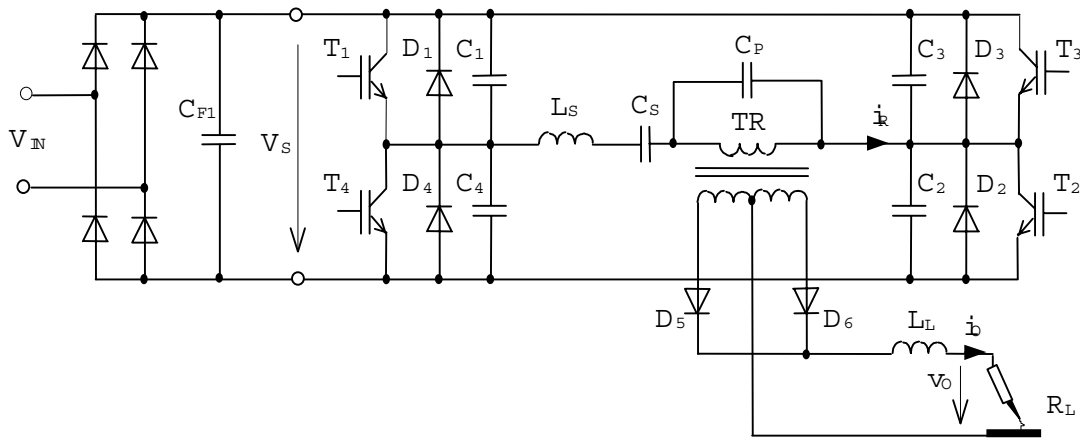 T1 D1 C1 CP C3 D3 T3
CF1 LS CS TR iR
VIN VS
T4 D4 C4 C2 D2 T2
D5 D6 LL iO
vO RL